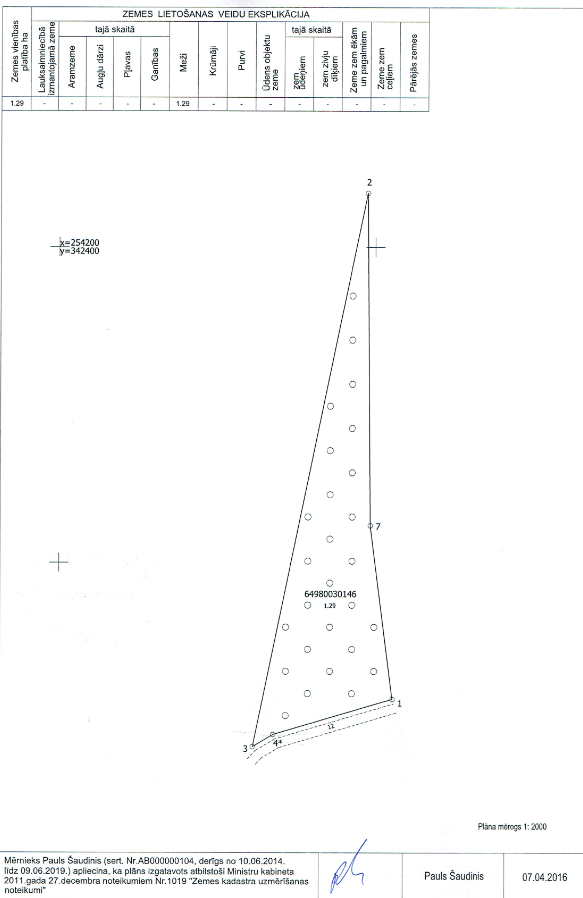 ZEMES LIETOŠANAS VEIDU EKSPLIKĀCIJA
Zemes vienības platība ha
Lauksaimniecībā izmantojamā zeme
tajā skaitā
Aramzeme
Augļu dārzi
Pļavas
Ganības
Meži
Krūmāji
Purvi
Ūdens objektu zeme
tajā skaitā
zem ūdeņiem
zem zivju dīķiem
Zeme zem ēkām un pagalmiem
Zeme zem ceļiem
Pārējās zemes
1.29 - - - - - 1.29 - - - - - - - -
2
x=254200
y=342400
7
64980030146
1.29
1
12
4
3
Plāna mērogs 1: 2000
Mērnieks Pauls Šaudinis (sert. Nr.AB000000104, derīgs no 10.06.2014.
līdz 09.06.2019.) apliecina, ka plāns izgatavots atbilstoši Ministru kabineta
2011.gada 27.decembra noteikumiem Nr.1019 "Zemes kadastra uzmērīšanas
noteikumi"
Pauls Šaudinis
07.04.2016